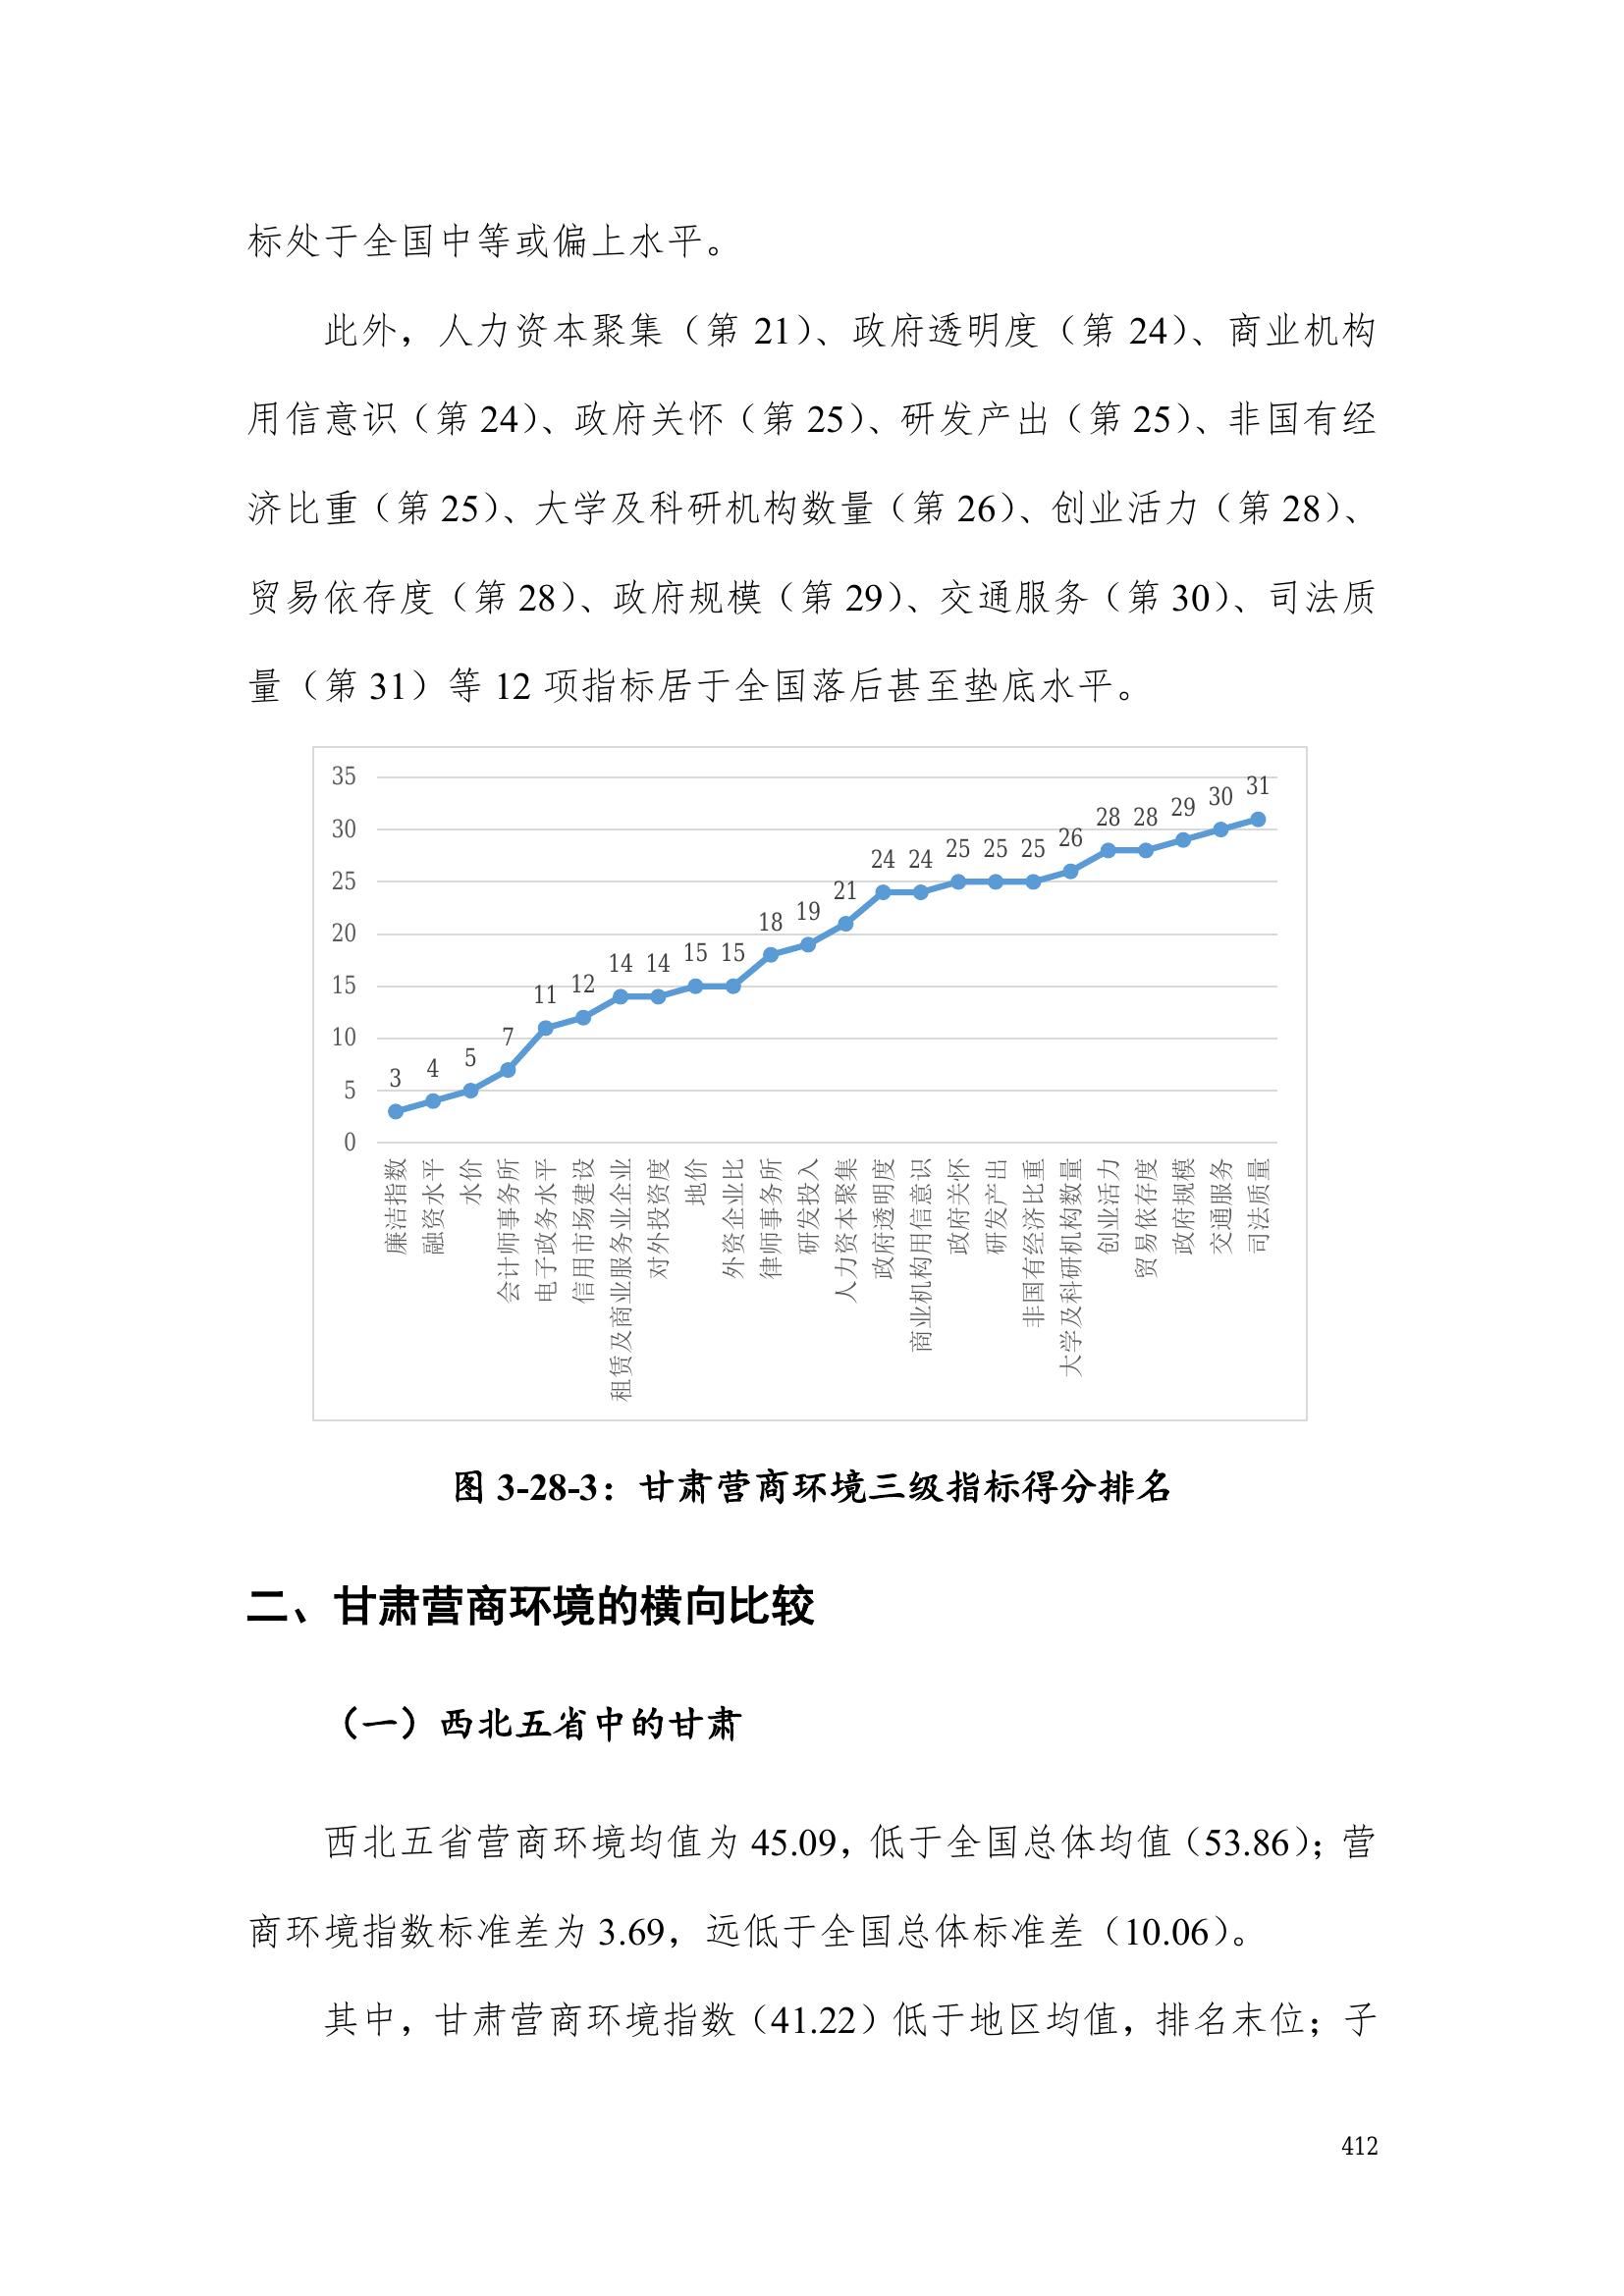 标处于全国中等或偏上水平。
此外，人力资本聚集（第 21）、政府透明度（第 24）、商业机构
用信意识（第 24）、政府关怀（第 25）、研发产出（第 25）、非国有经
济比重（第 25）、大学及科研机构数量（第 26）、创业活力（第 28）、
贸易依存度（第 28）、政府规模（第 29）、交通服务（第 30）、司法质
量（第 31）等 12 项指标居于全国落后甚至垫底水平。
35
30
25
20
15
10
5
0
3
4
5
7
11
12
14
14
15
15
18
19
21
24
24
25
25
25
26
28
28
29
30
31
廉洁指数
融资水平
水价
会计师事务所
电子政务水平
信用市场建设
租赁及商业服务业企业
对外投资度
地价
外资企业比
律师事务所
研发投入
人力资本聚集
政府透明度
商业机构用信意识
政府关怀
研发产出
非国有经济比重
大学及科研机构数量
创业活力
贸易依存度
政府规模
交通服务
司法质量
图 3-28-3：甘肃营商环境三级指标得分排名
二、甘肃营商环境的横向比较
（一）西北五省中的甘肃
西北五省营商环境均值为 45.09，低于全国总体均值（53.86）；营
商环境指数标准差为 3.69，远低于全国总体标准差（10.06）。
其中，甘肃营商环境指数（41.22）低于地区均值，排名末位；子
412